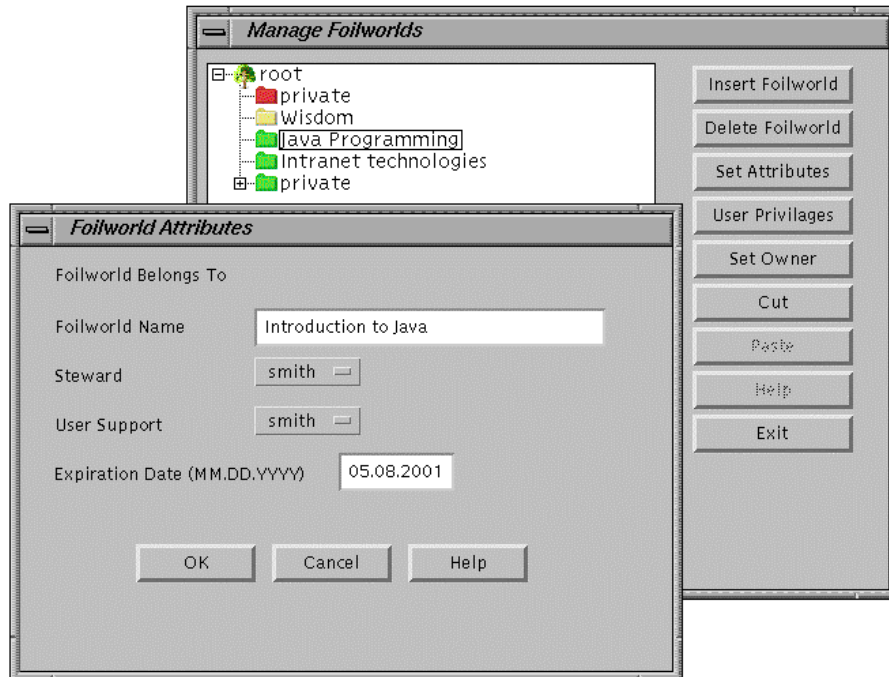 Manage Foilworlds
root
private
Wisdom
Java Programming
Intranet technologies
private
Insert Foilworld
Delete Foilworld
Set Attributes
User Privilages
Set Owner
Cut
Paste
Help
Exit
Foilworld Attributes
Foilworld Belongs To
Foilworld Name Introduction to Java
Steward smith
User Support smith
Expiration Date (MM.DD.YYYY) 05.08.2001
OK Cancel Help